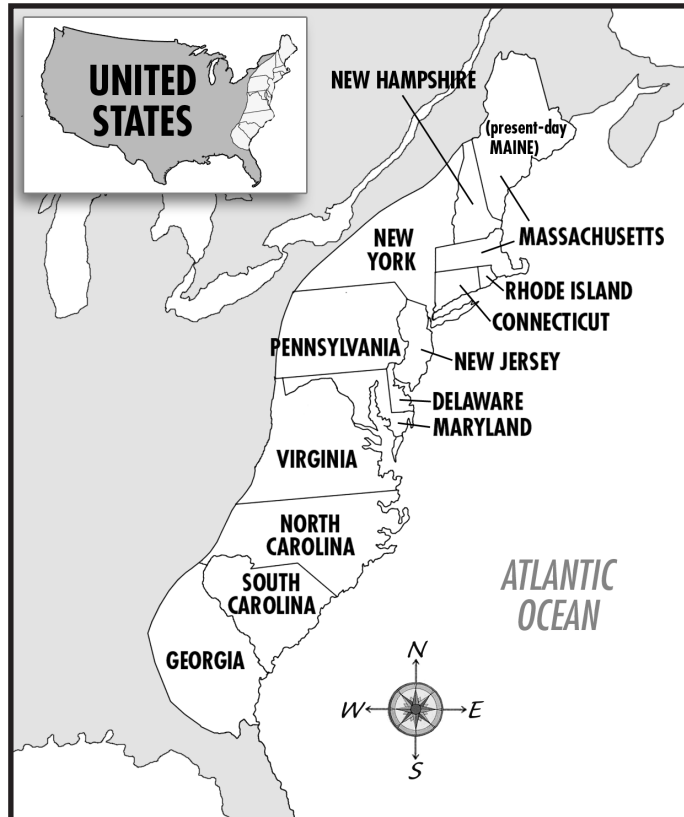 UNITED
STATES
NEW HAMPSHIRE
(present-day
MAINE)
MASSACHUSETTS
NEW
YORK
RHODE ISLAND
CONNECTICUT
PENNSYLVANIA
NEW JERSEY
DELAWARE
MARYLAND
VIRGINIA
NORTH
CAROLINA
SOUTH
CAROLINA
GEORGIA
ATLANTIC
OCEAN
N
W
E
S